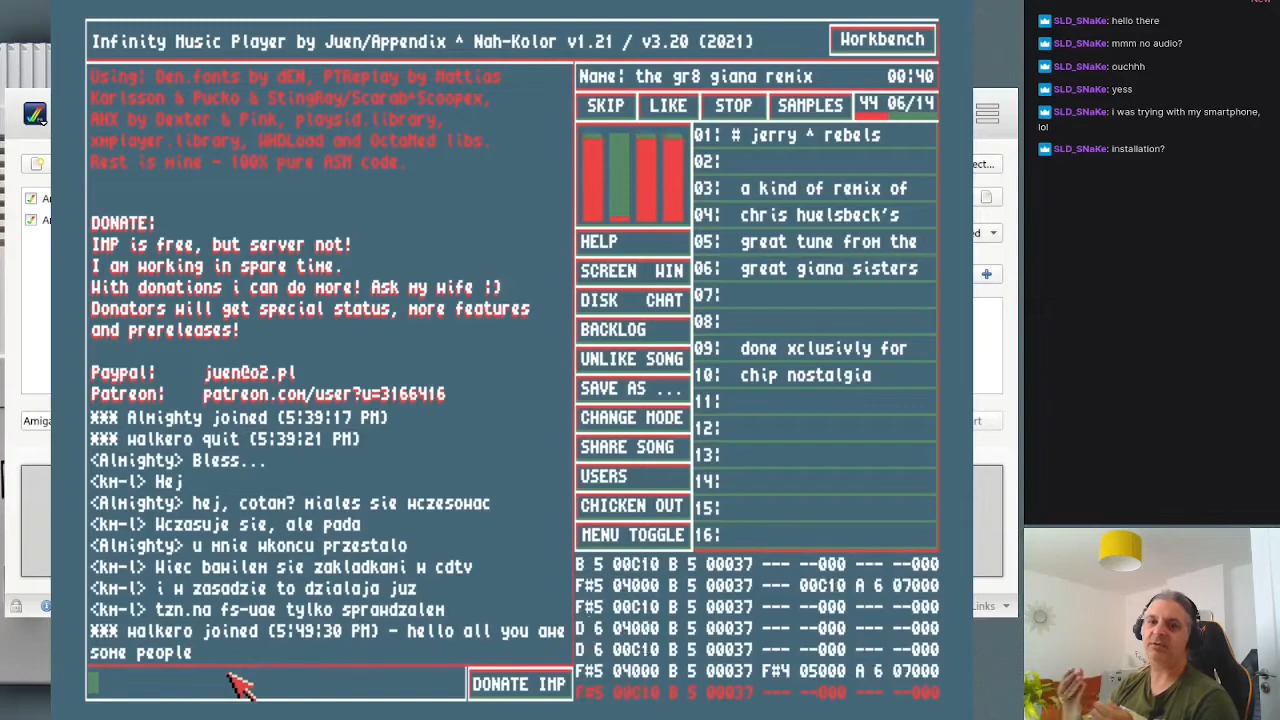 Infinity Music Player by Juen/Appendix ^ Nah-Kolor v1.21 / v3.20 (2021)
Workbench
Using: Den.fonts by dEN, PTReplay by Mattias
Karlsson & Pucko & StingRay/Scarab^Scoopex,
AHX by Dexter & Pink, playsid.library,
xmplayer.library, WHDLoad and OctaMed libs.
Rest is mine - 100% pure ASM code.
DONATE:
IMP is free, but server not!
I am working in spare time.
With donations i can do more! Ask my wife :)
Donators will get special status, more features
and prereleases!
Paypal: juen@o2.pl
Patreon: patreon.com/user?u=3166416
*** Almighty joined (5:39:17 PM)
*** walkero quit (5:39:21 PM)
<Almighty> Bless...
<km-l> Hej
<Almighty> hej, cotam? miales sie wczesowac
<km-l> Wczasuje sie, ale pada
<Almighty> u mnie wkoncu przestalo
<km-l> Wiec bawilem sie zakladkami w cdtv
<km-l> i w zasadzie to dzialaja juz
<km-l> tzn.na fs-uae tylko sprawdzalem
*** walkero joined (5:49:30 PM) - hello all you awe
some people
DONATE IMP
Name: the gr8 giana remix 00:40
SKIP LIKE STOP SAMPLES 44 06/14
HELP
SCREEN WIN
DISK CHAT
BACKLOG
UNLIKE SONG
SAVE AS ...
CHANGE MODE
SHARE SONG
USERS
CHICKEN OUT
MENU TOGGLE
01: # jerry ^ rebels
02:
03: a kind of remix of
04: chris huelsbeck's
05: great tune from the
06: great giana sisters
07:
08:
09: done xclusivly for
10: chip nostalgia
11:
12:
13:
14:
15:
16:
B 5 00C10 B 5 00037 --- --000 --- --000
F#5 04000 B 5 00037 --- 00C10 A 6 07000
F#5 00C10 B 5 00037 --- --000 --- --000
D 6 04000 B 5 00037 --- --000 --- --000
D 6 00C10 B 5 00037 --- --000 --- --000
F#5 04000 B 5 00037 F#4 05000 A 6 07000
F#5 00C10 B 5 00037 --- --000 --- --000
Amiga
ect...
ed
rt
Links
SLD_SNaKe: hello there
SLD_SNaKe: mmm no audio?
SLD_SNaKe: ouchhh
SLD_SNaKe: yess
SLD_SNaKe: i was trying with my smartphone,
lol
SLD_SNaKe: installation?